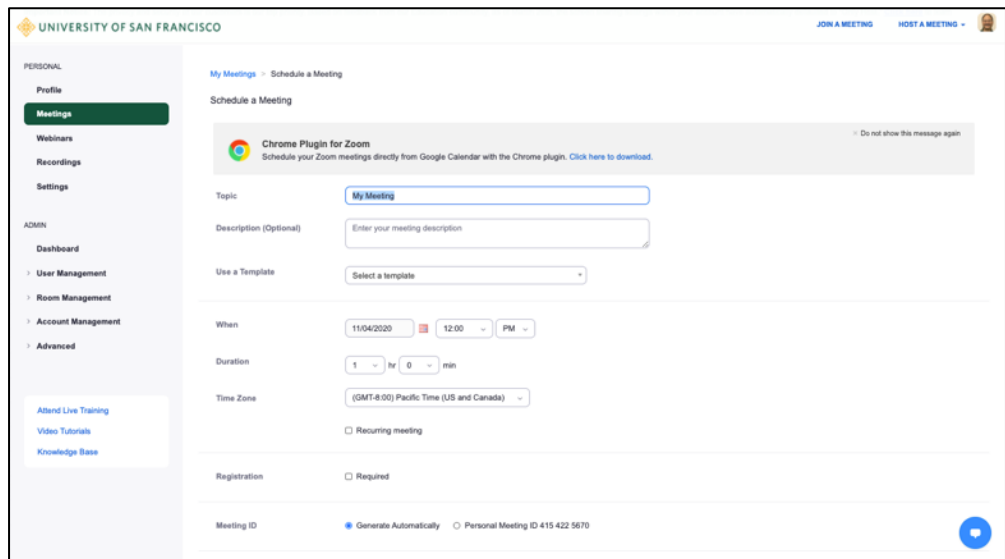 UNIVERSITY OF SAN FRANCISCO
JOIN A MEETING
HOST A MEETING
PERSONAL
Profile
Meetings
Webinars
Recordings
Settings
ADMIN
Dashboard
User Management
Room Management
Account Management
Advanced
Attend Live Training
Video Tutorials
Knowledge Base
My Meetings > Schedule a Meeting
Schedule a Meeting
Chrome Plugin for Zoom
Schedule your Zoom meetings directly from Google Calendar with the Chrome plugin. Click here to download.
× Do not show this message again
Topic My Meeting
Description (Optional) Enter your meeting description
Use a Template Select a template
When 11/04/2020 12:00 PM
Duration 1 hr 0 min
Time Zone (GMT-8:00) Pacific Time (US and Canada)
Recurring meeting
Registration Required
Meeting ID Generate Automatically Personal Meeting ID 415 422 5670